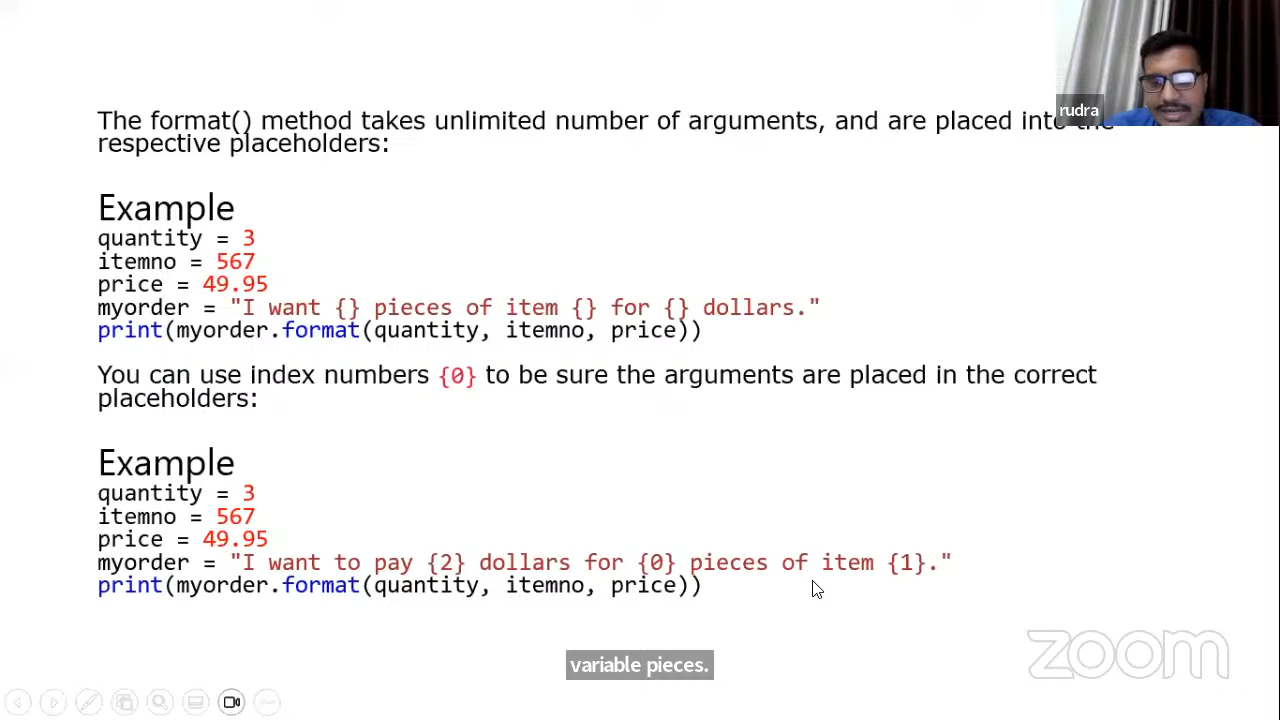 rudra
The format() method takes unlimited number of arguments, and are placed into the
respective placeholders:
Example
quantity = 3
itemno = 567
price = 49.95
myorder = "I want {} pieces of item {} for {} dollars."
print(myorder.format(quantity, itemno, price))
You can use index numbers {0} to be sure the arguments are placed in the correct
placeholders:
Example
quantity = 3
itemno = 567
price = 49.95
myorder = "I want to pay {2} dollars for {0} pieces of item {1}."
print(myorder.format(quantity, itemno, price))
zoom
variable pieces.